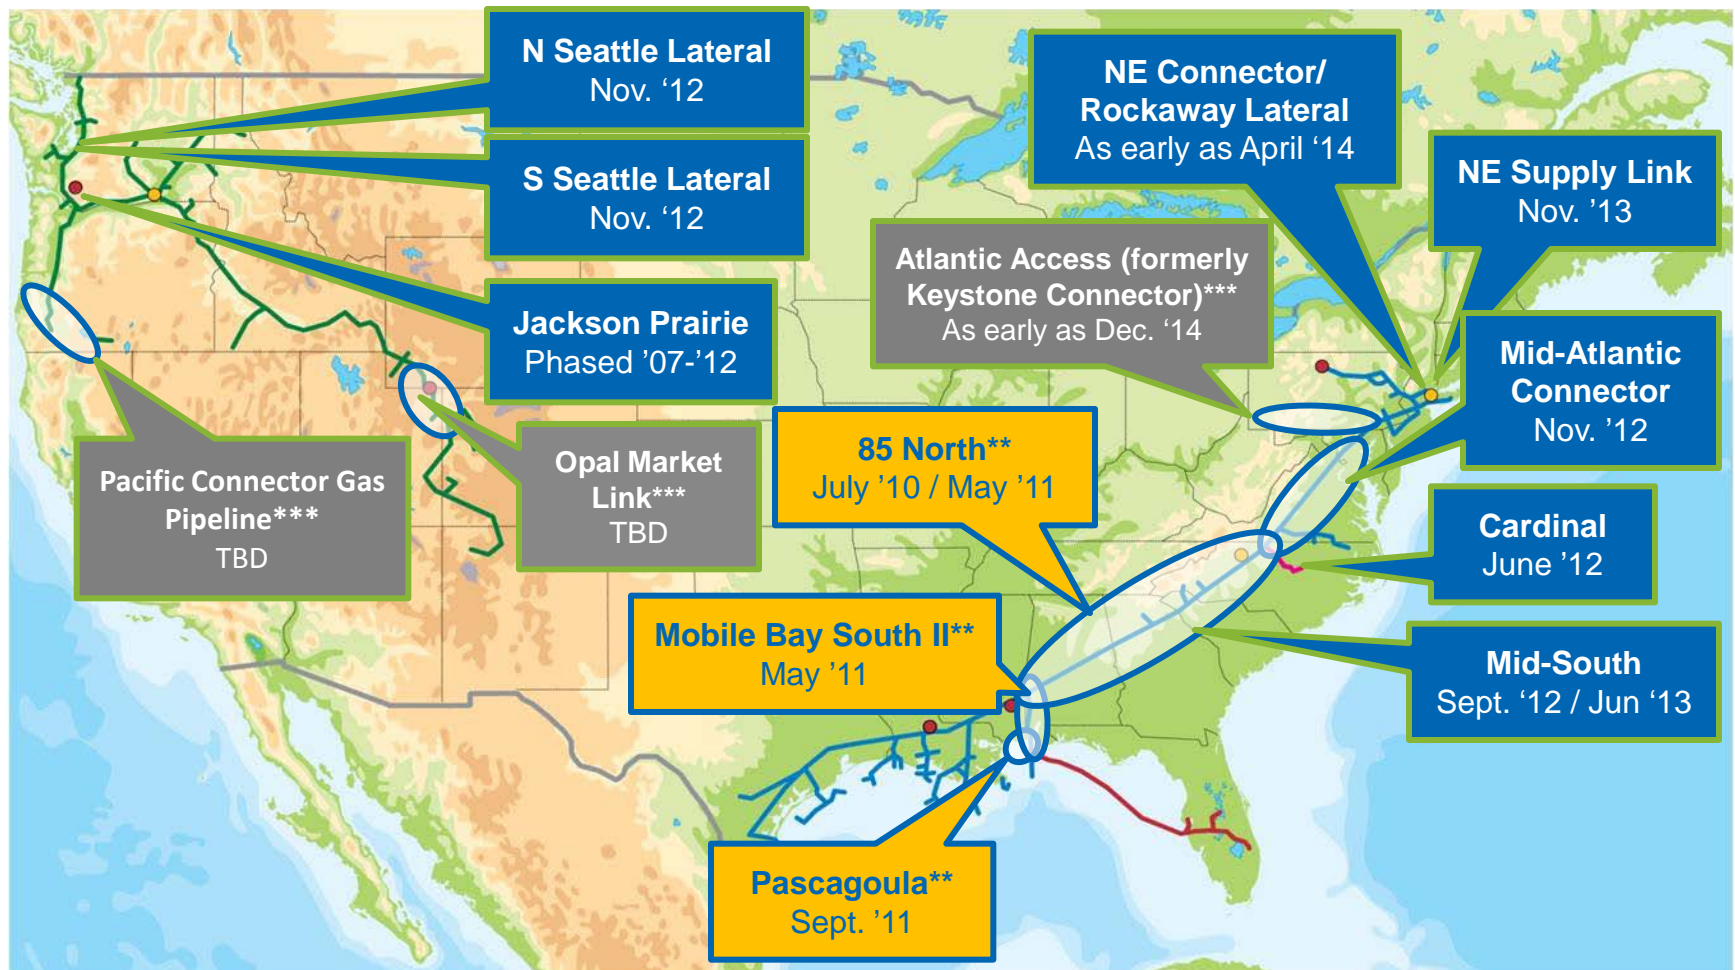 N Seattle Lateral
Nov. ‘12
S Seattle Lateral
Nov. ‘12
Jackson Prairie
Phased ’07-’12
NE Connector/
Rockaway Lateral
As early as April ‘14
NE Supply Link
Nov. ’13
Atlantic Access (formerly
Keystone Connector)***
As early as Dec. ‘14
Mid-Atlantic
Connector
Nov. ’12
Pacific Connector Gas
Pipeline***
TBD
Opal Market
Link***
TBD
85 North**
July ’10 / May ’11
Cardinal
June ’12
Mobile Bay South II**
May ’11
Mid-South
Sept. ‘12 / Jun ‘13
Pascagoula**
Sept. ’11